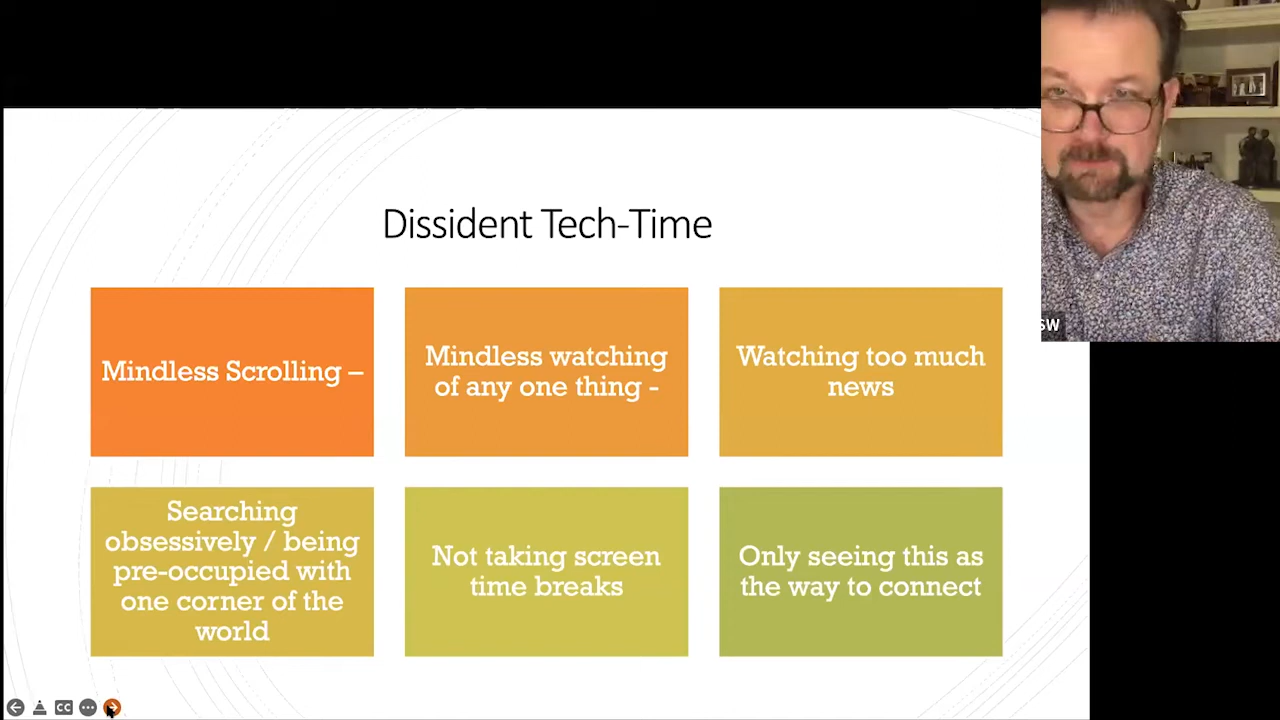 Dissident Tech-Time
Mindless Scrolling –
Mindless watching
of any one thing -
Watching too much
news
Searching
obsessively / being
pre-occupied with
one corner of the
world
Not taking screen
time breaks
Only seeing this as
the way to connect
SW
CC